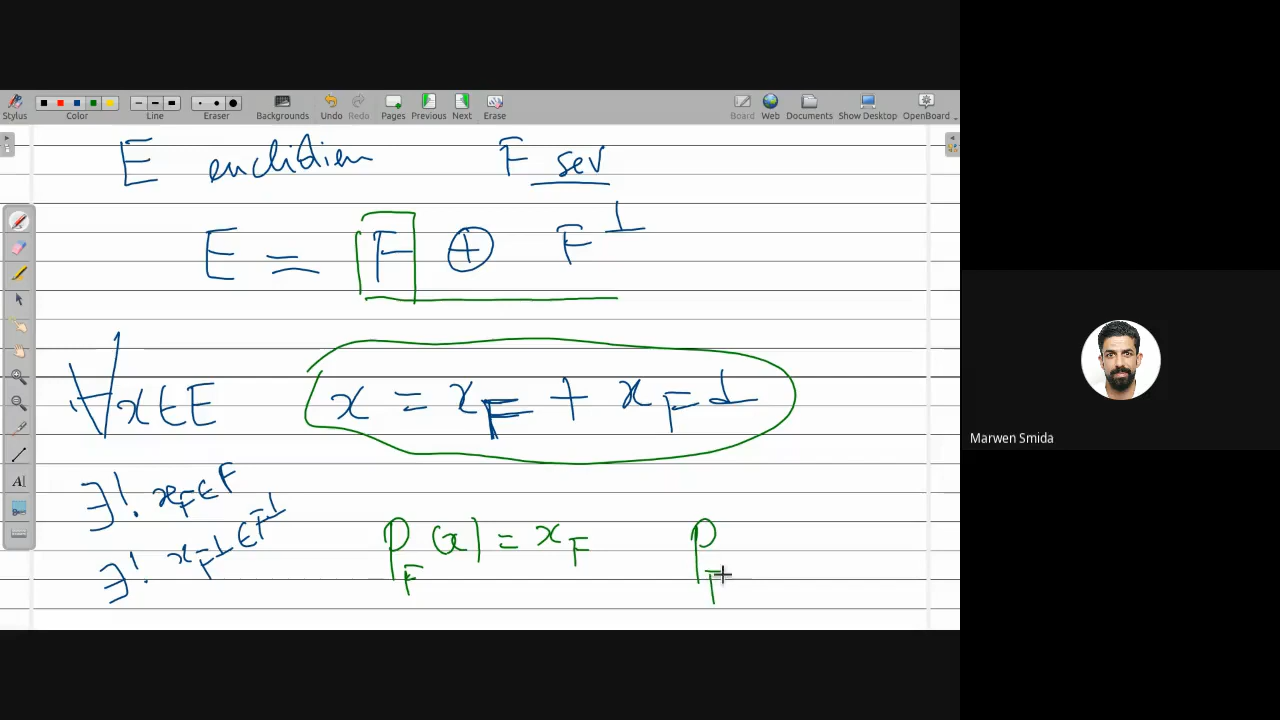 Stylus Color Line Eraser Backgrounds Undo Redo Pages Previous Next Erase Board Web Documents Show Desktop OpenBoard
E euclidien F sev
E = F ⊕ F⊥
∀x∈E x = x_F + x_F⊥
∃! x_F∈F
∃! x_F⊥∈F⊥
P_F(x) = x_F P
AI
Marwen Smida